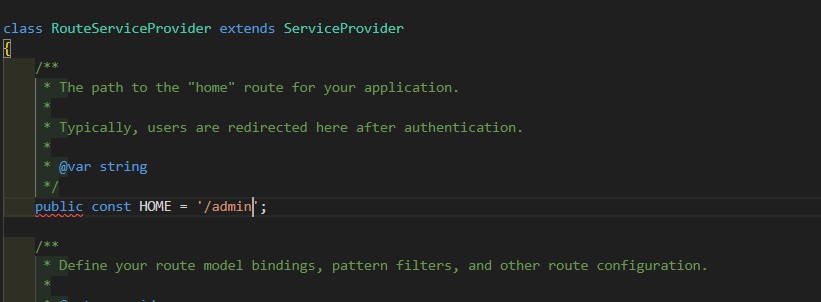 class RouteServiceProvider extends ServiceProvider
{
/**
* The path to the "home" route for your application.
*
* Typically, users are redirected here after authentication.
*
* @var string
*/
public const HOME = '/admin';
/**
* Define your route model bindings, pattern filters, and other route configuration.
*
*